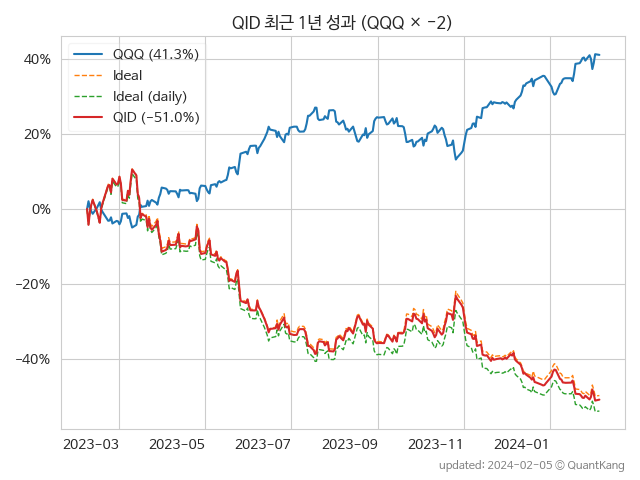 QID 최근 1년 성과 (QQQ × −2)
QQQ (41.3%)
Ideal
Ideal (daily)
QID (−51.0%)
40%
20%
0%
−20%
−40%
2023-03 2023-05 2023-07 2023-09 2023-11 2024-01
updated: 2024-02-05 © QuantKang